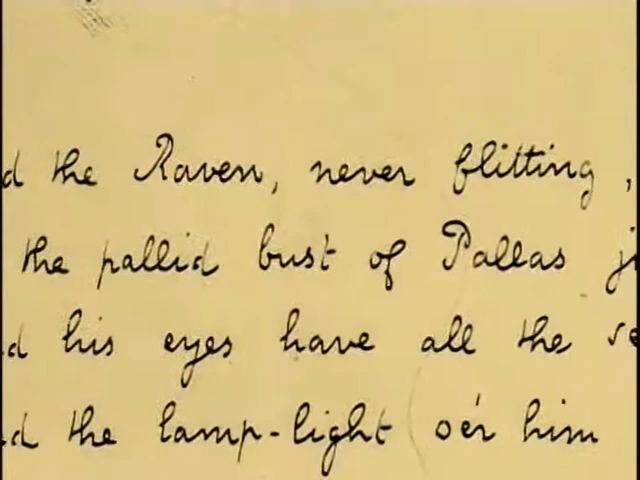 d the Raven, never flitting,
the pallid bust of Pallas j
d his eyes have all the se
d the lamp-light o'er him